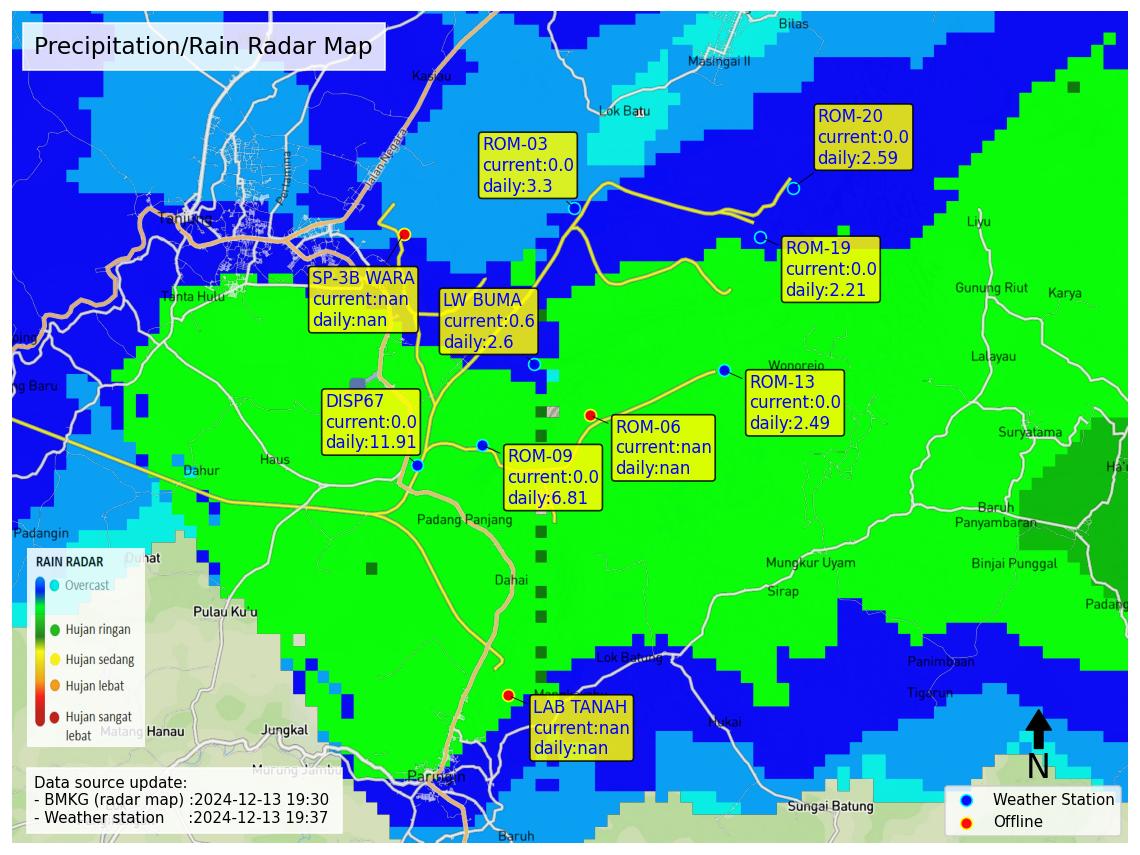 Precipitation/Rain Radar Map
Bilas
Masingai II
Kasiau
Lok Batu
ROM-20
current:0.0
daily:2.59
ROM-03
current:0.0
daily:3.3
Jalan Negara
Pertamina
Tanjung
Liyu
ROM-19
current:0.0
daily:2.21
SP-3B WARA
current:nan
daily:nan
LW BUMA
current:0.6
daily:2.6
Tanta Hulu
Gunung Riut
Karya
ping
Lalayau
Wonorejo
ng Baru
ROM-13
current:0.0
daily:2.49
DISP67
current:0.0
daily:11.91
ROM-06
current:nan
daily:nan
Suryatama
ROM-09
current:0.0
daily:6.81
Haus
Dahur
Padang Panjang
Baruh
Panyambaran
Padangin
Duhat
Mungkur Uyam
Binjai Punggal
Dahai
Sirap
Padang
Pulau Ku'u
RAIN RADAR
Overcast
Hujan ringan
Hujan sedang
Hujan lebat
Hujan sangat
lebat
Lok Batung
Panimbaan
Tigarun
LAB TANAH
current:nan
daily:nan
Hukai
Matang Hanau
Jungkal
Murung Jambu
Paringin
Sungai Batung
Baruh
N
Data source update:
- BMKG (radar map) :2024-12-13 19:30
- Weather station :2024-12-13 19:37
Weather Station
Offline